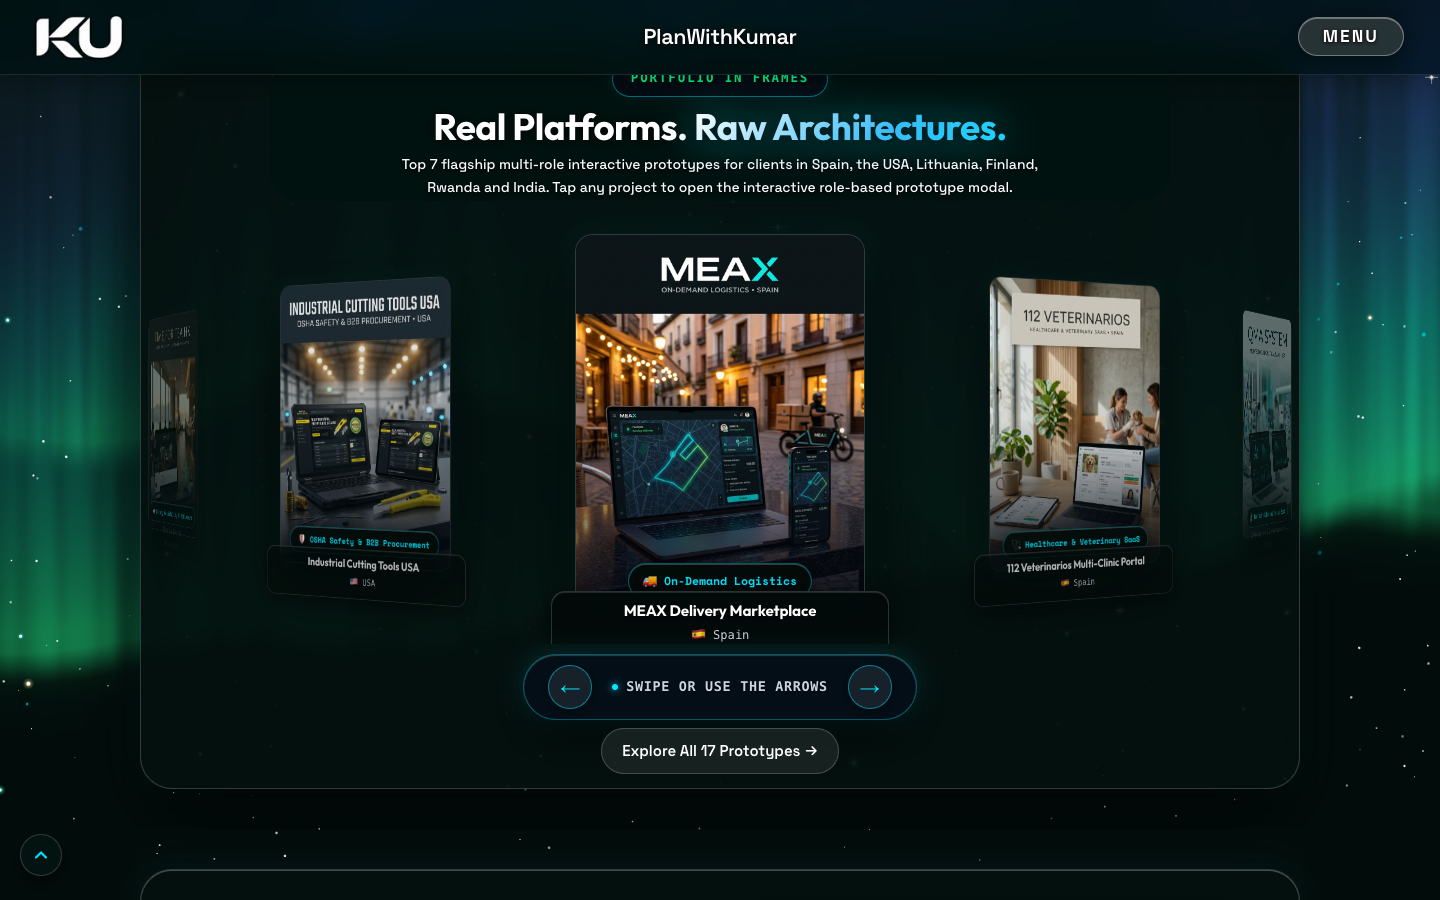 KU
PlanWithKumar
MENU
PORTFOLIO IN FRAMES
Real Platforms. Raw Architectures.
Top 7 flagship multi-role interactive prototypes for clients in Spain, the USA, Lithuania, Finland,
Rwanda and India. Tap any project to open the interactive role-based prototype modal.
INDUSTRIAL CUTTING TOOLS USA
OSHA SAFETY & B2B PROCUREMENT • USA
OSHA Safety & B2B Procurement
Industrial Cutting Tools USA
USA
MEAX
ON-DEMAND LOGISTICS • SPAIN
MEAX
MEAX
On-Demand Logistics
MEAX Delivery Marketplace
Spain
112 VETERINARIOS
HEALTHCARE & VETERINARY SAAS • SPAIN
Healthcare & Veterinary SaaS
112 Veterinarios Multi-Clinic Portal
Spain
← SWIPE OR USE THE ARROWS →
Explore All 17 Prototypes →